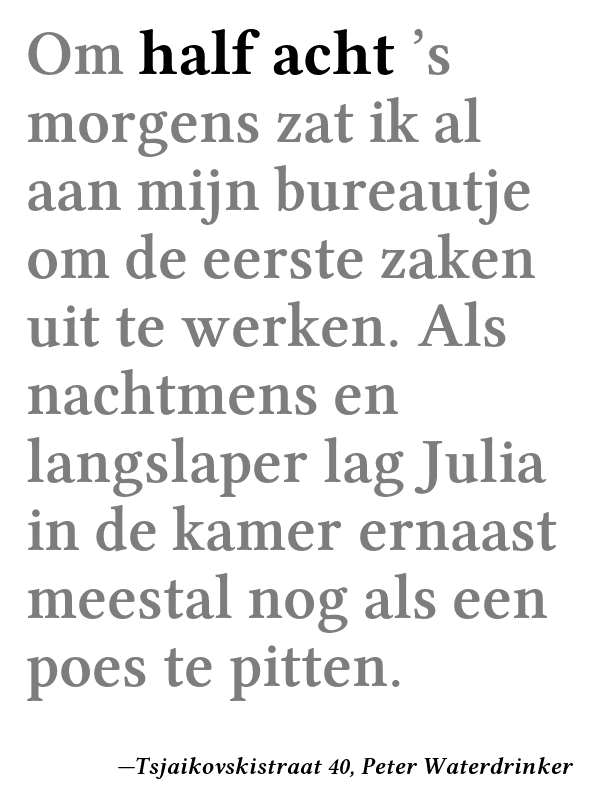 Om half acht ’s
morgens zat ik al
aan mijn bureautje
om de eerste zaken
uit te werken. Als
nachtmens en
langslaper lag Julia
in de kamer ernaast
meestal nog als een
poes te pitten.
—Tsjaikovskistraat 40, Peter Waterdrinker